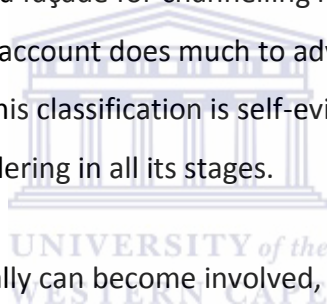 a façade for channelling
account does much to adv
his classification is self-evi
dering in all its stages.
UNIVERSITY of the
ally can become involved,
WESTERN CAPE